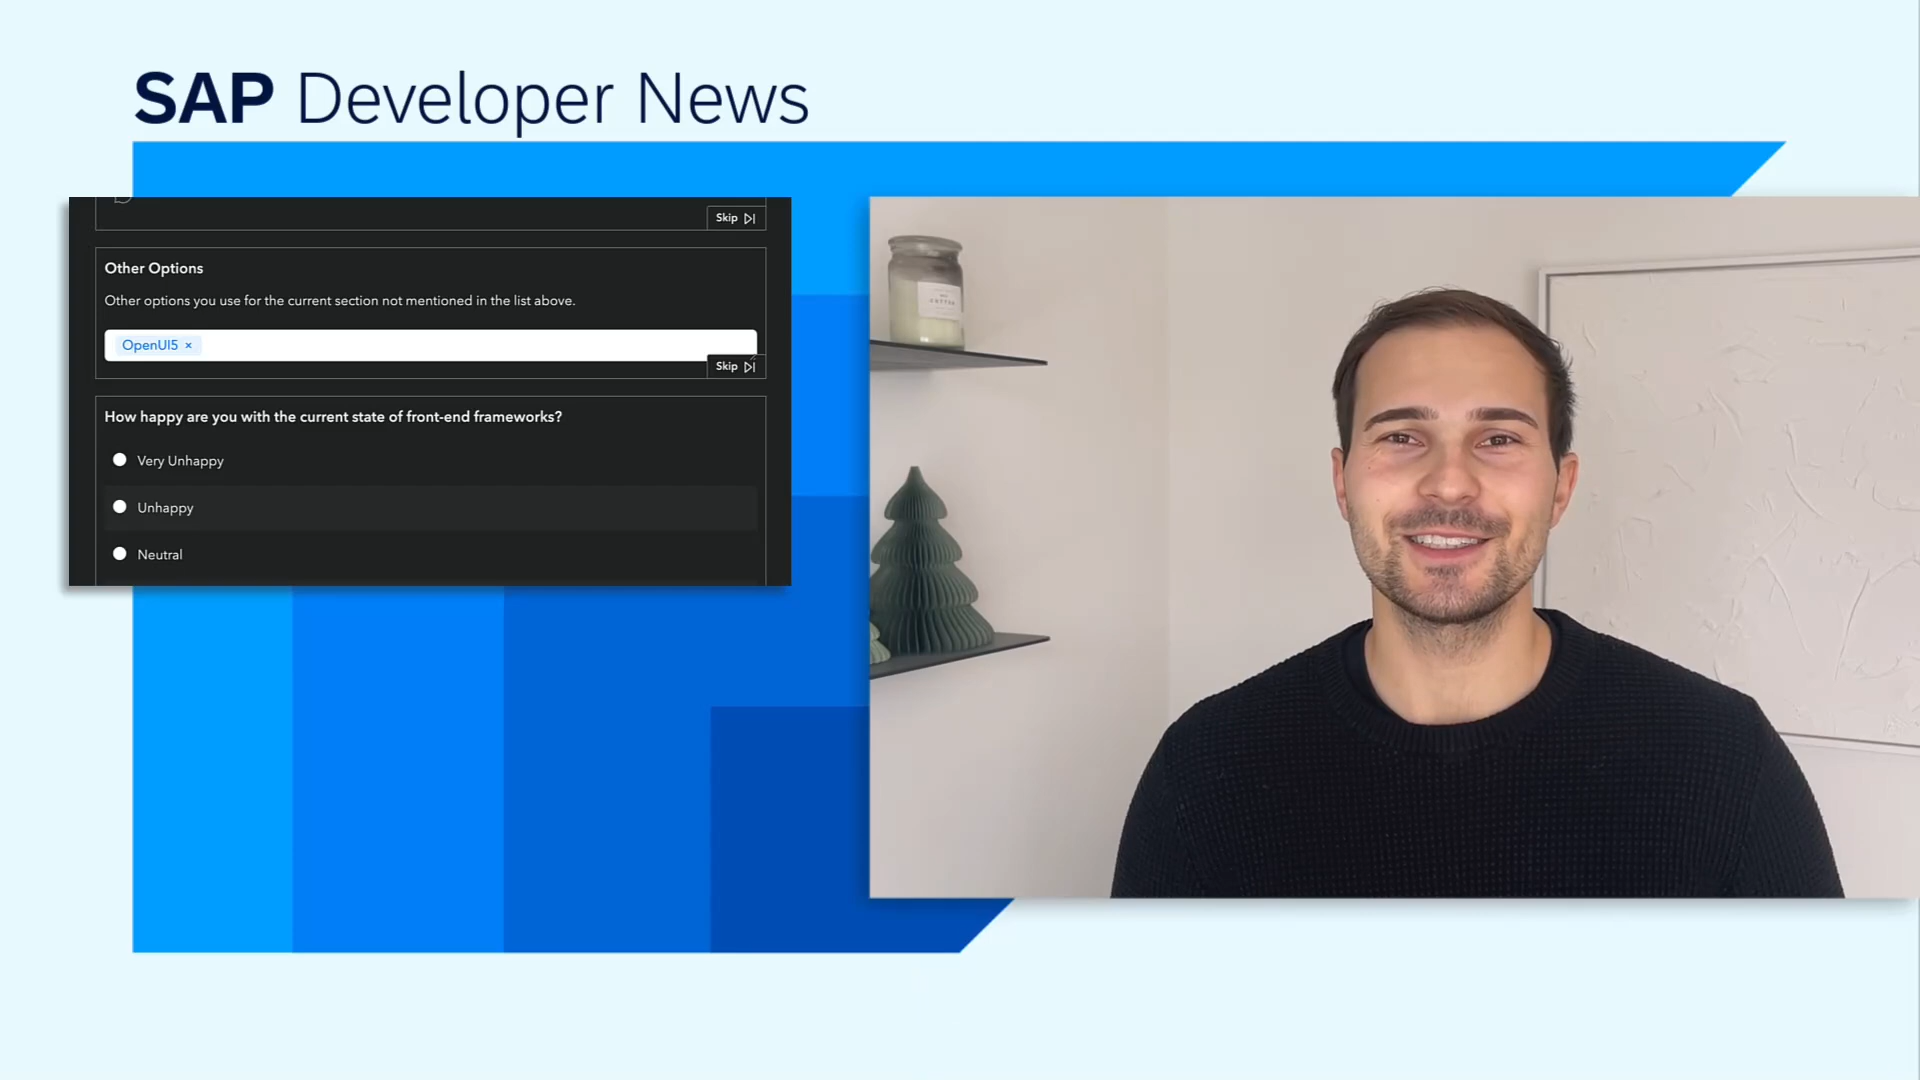 SAP Developer News
Skip
Other Options
Other options you use for the current section not mentioned in the list above.
OpenUI5 ×
Skip
How happy are you with the current state of front-end frameworks?
Very Unhappy
Unhappy
Neutral